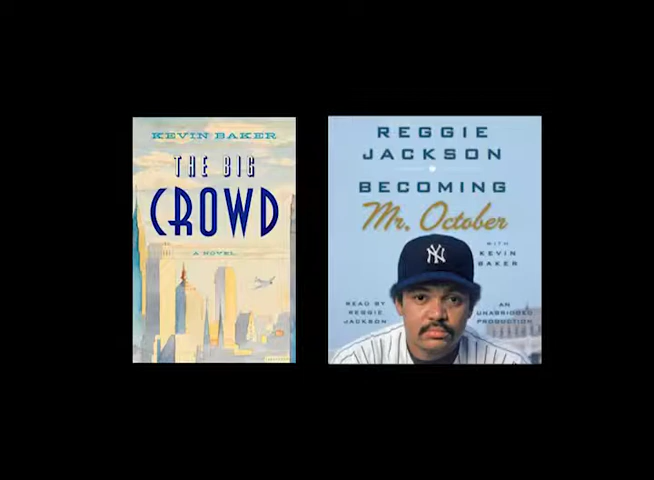 KEVIN BAKER
THE BIG
CROWD
A NOVEL
REGGIE
JACKSON
BECOMING
Mr. October
WITH
KEVIN
BAKER
NY
READ BY
REGGIE
JACKSON
AN
UNABRIDGED
PRODUCTION